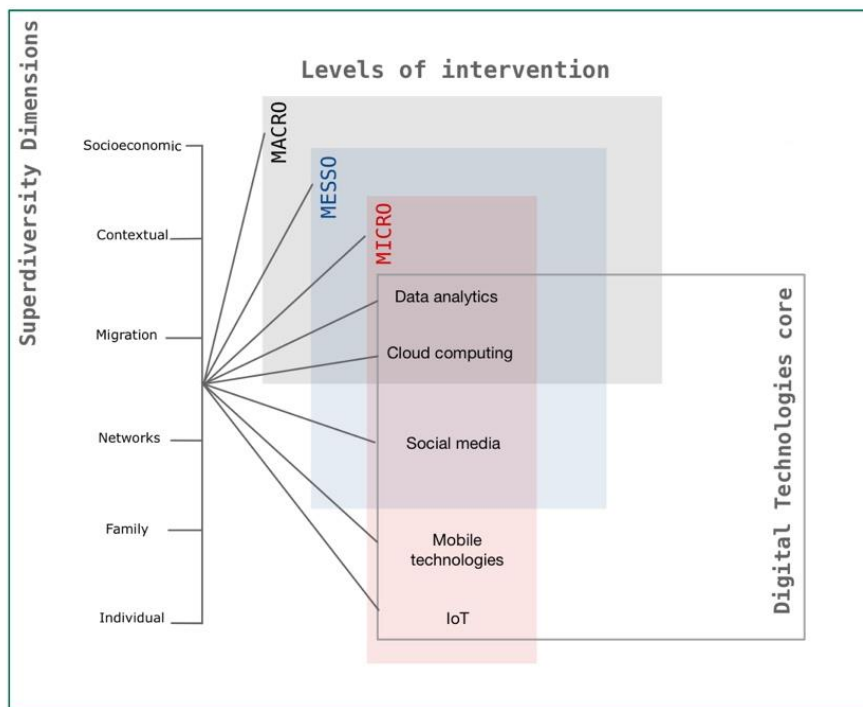 Levels of intervention
Superdiversity Dimensions
Socioeconomic
Contextual
Migration
Networks
Family
Individual
MACRO
MESSO
MICRO
Data analytics
Cloud computing
Social media
Mobile
technologies
IoT
Digital Technologies core